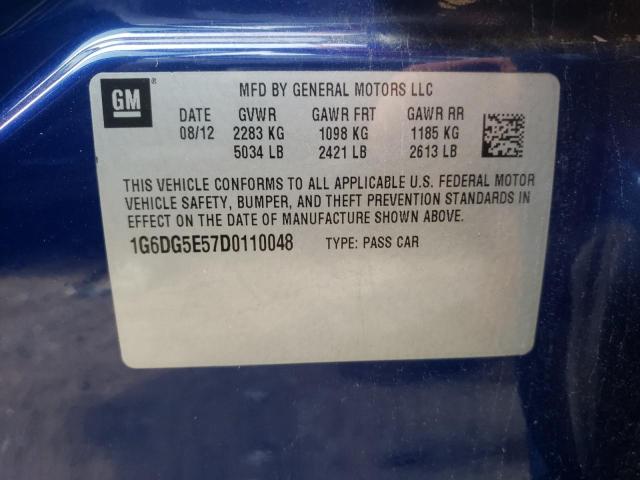 GM ®
MFD BY GENERAL MOTORS LLC
DATE GVWR GAWR FRT GAWR RR
08/12 2283 KG 1098 KG 1185 KG
5034 LB 2421 LB 2613 LB
THIS VEHICLE CONFORMS TO ALL APPLICABLE U.S. FEDERAL MOTOR
VEHICLE SAFETY, BUMPER, AND THEFT PREVENTION STANDARDS IN
EFFECT ON THE DATE OF MANUFACTURE SHOWN ABOVE.
1G6DG5E57D0110048 TYPE: PASS CAR